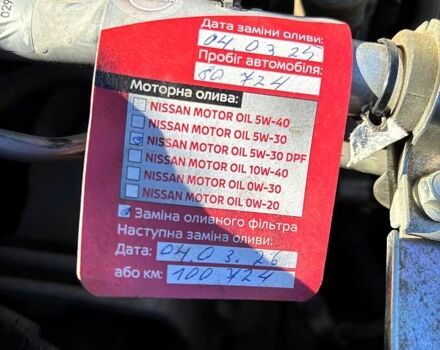 029
Дата заміни оливи:
04.03.25
Пробіг автомобіля:
80 724
Моторна олива:
NISSAN MOTOR OIL 5W-40
NISSAN MOTOR OIL 5W-30
NISSAN MOTOR OIL 5W-30 DPF
NISSAN MOTOR OIL 10W-40
NISSAN MOTOR OIL 0W-30
NISSAN MOTOR OIL 0W-20
Заміна оливного фільтра
Наступна заміна оливи:
Дата: 04.03.26
або км: 100 724